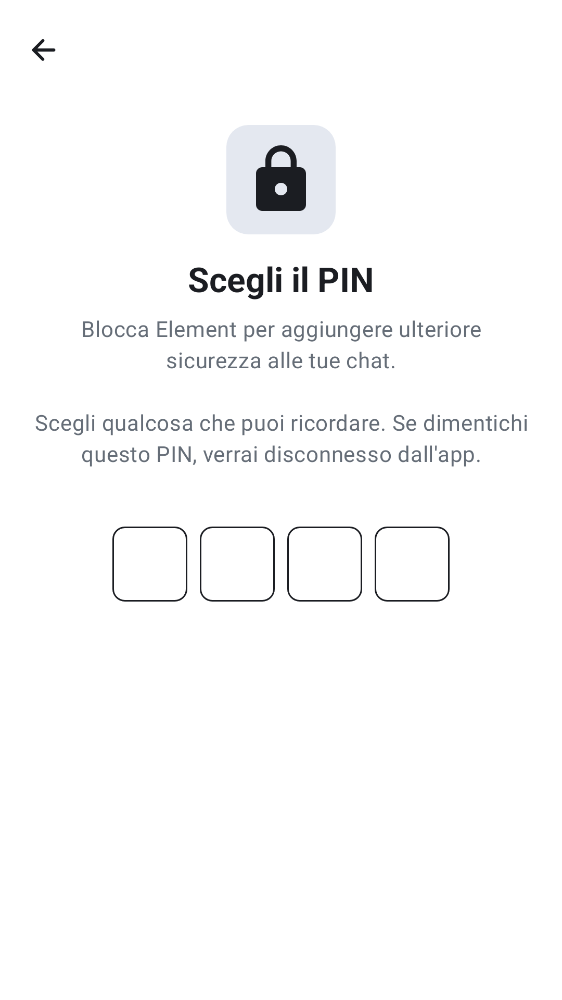 Scegli il PIN
Blocca Element per aggiungere ulteriore
sicurezza alle tue chat.
Scegli qualcosa che puoi ricordare. Se dimentichi
questo PIN, verrai disconnesso dall'app.